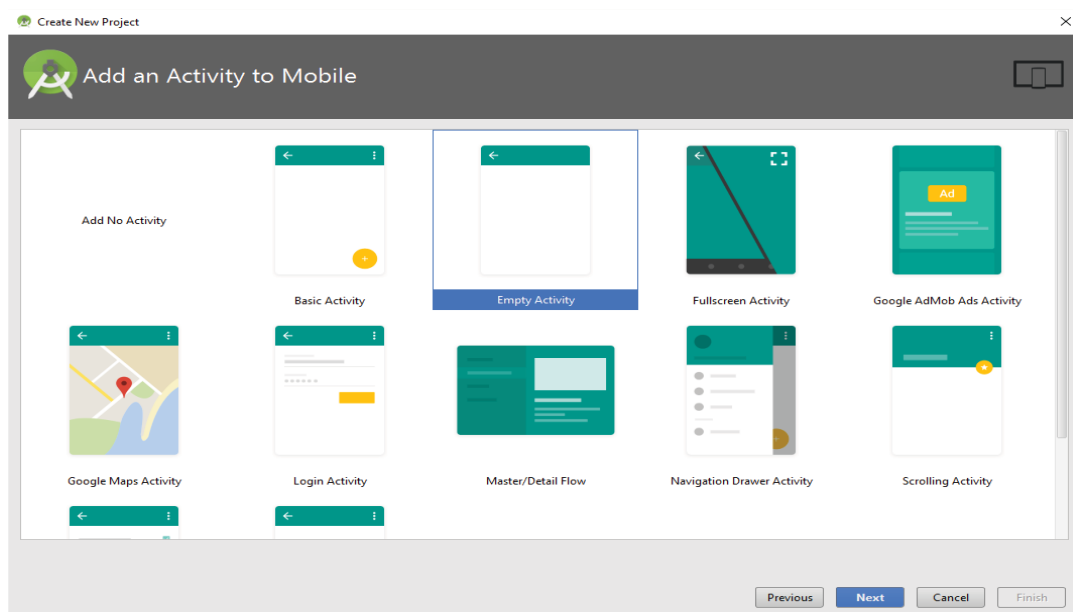 Create New Project
Add an Activity to Mobile
Add No Activity
Basic Activity
Empty Activity
Fullscreen Activity
Ad
Google AdMob Ads Activity
Google Maps Activity
Login Activity
Master/Detail Flow
Navigation Drawer Activity
Scrolling Activity
Previous
Next
Cancel
Finish